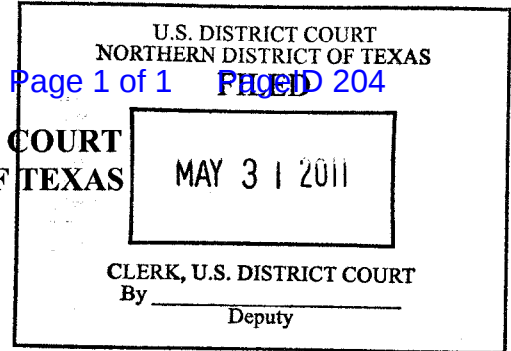 U.S. DISTRICT COURT
NORTHERN DISTRICT OF TEXAS
Page 1 of 1 PageID 204
FILED
COURT
F TEXAS
MAY 3 1 2011
CLERK, U.S. DISTRICT COURT
By
Deputy